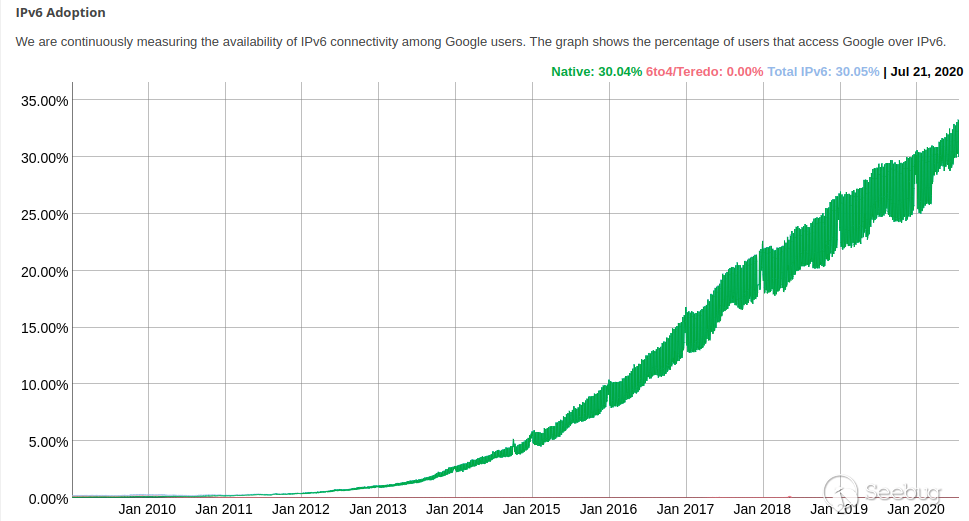 IPv6 Adoption
We are continuously measuring the availability of IPv6 connectivity among Google users. The graph shows the percentage of users that access Google over IPv6.
Native: 30.04% 6to4/Teredo: 0.00% Total IPv6: 30.05% | Jul 21, 2020
35.00%
30.00%
25.00%
20.00%
15.00%
10.00%
5.00%
0.00%
Jan 2010 Jan 2011 Jan 2012 Jan 2013 Jan 2014 Jan 2015 Jan 2016 Jan 2017 Jan 2018 Jan 2019 Jan 2020
Seebug